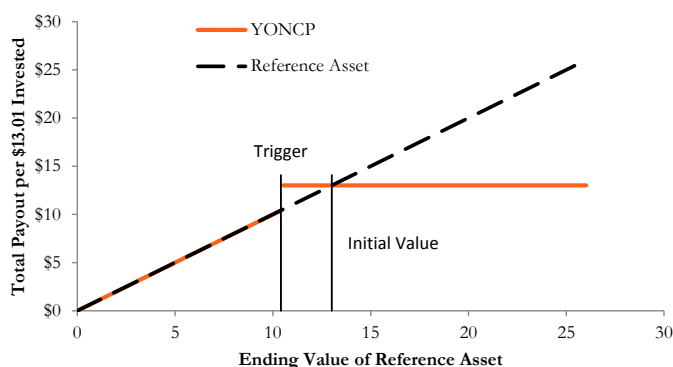 $30
$25
$20
$15
$10
$5
$0
Total Payout per $13.01 Invested
YONCP
Reference Asset
Trigger
Initial Value
0 5 10 15 20 25 30
Ending Value of Reference Asset